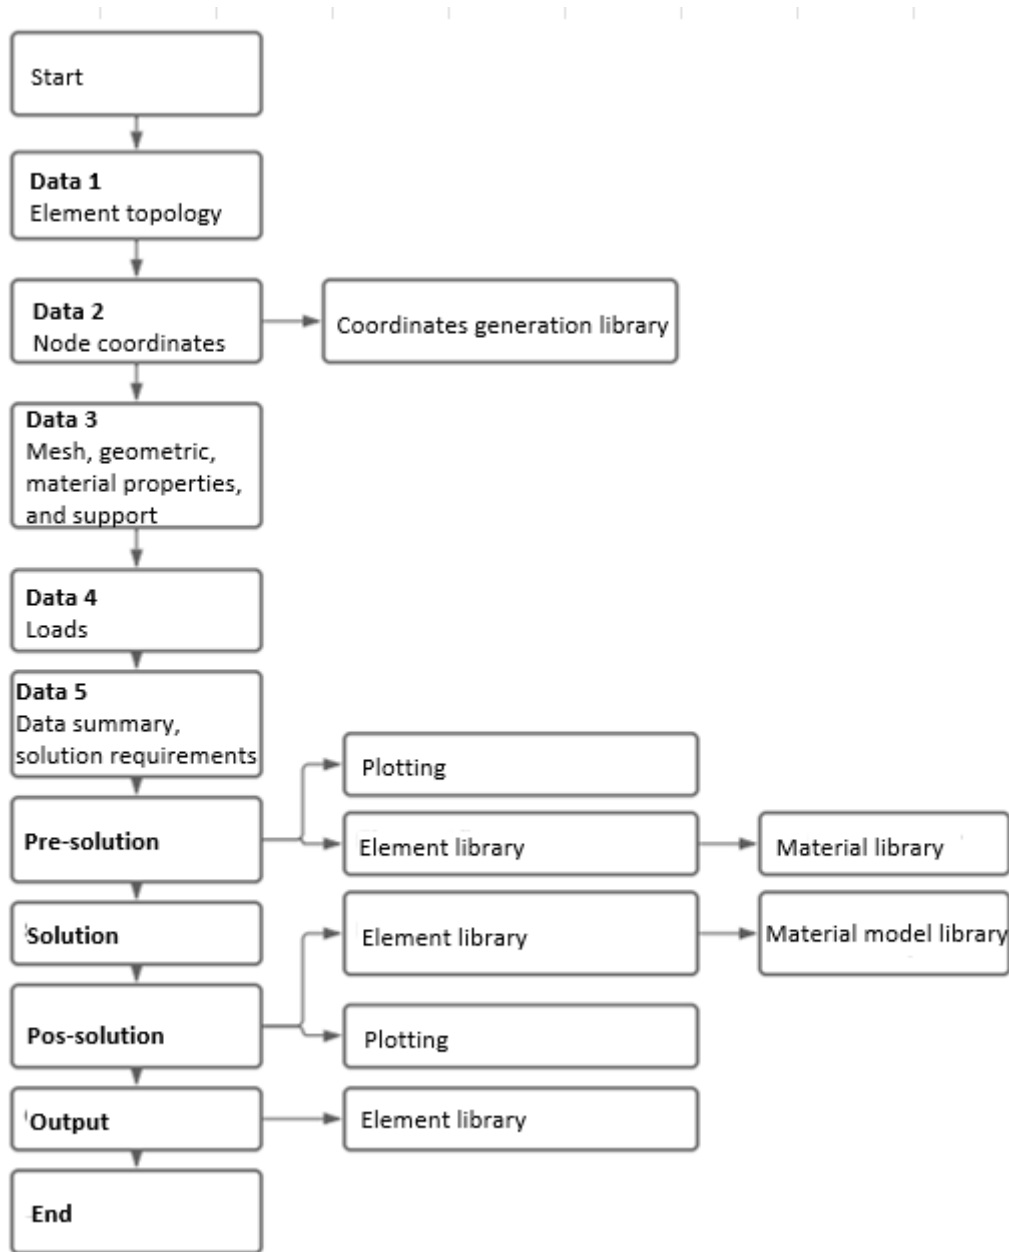 Start
Data 1
Element topology
Data 2
Node coordinates
Coordinates generation library
Data 3
Mesh, geometric,
material properties,
and support
Data 4
Loads
Data 5
Data summary,
solution requirements
Plotting
Pre-solution
Element library
Material library
Solution
Element library
Material model library
Pos-solution
Plotting
Output
Element library
End